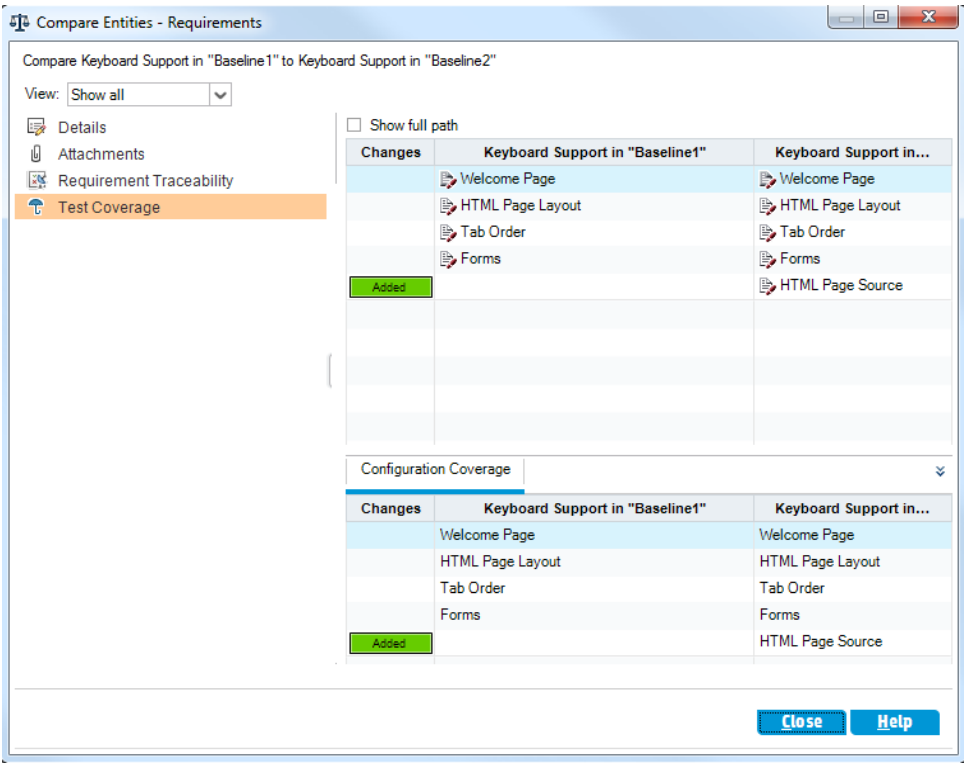 Compare Entities - Requirements
Compare Keyboard Support in "Baseline1" to Keyboard Support in "Baseline2"
View: Show all
Details
Attachments
Requirement Traceability
Test Coverage
Show full path
Changes Keyboard Support in "Baseline1" Keyboard Support in...
Welcome Page Welcome Page
HTML Page Layout HTML Page Layout
Tab Order Tab Order
Forms Forms
Added HTML Page Source
Configuration Coverage
Changes Keyboard Support in "Baseline1" Keyboard Support in...
Welcome Page Welcome Page
HTML Page Layout HTML Page Layout
Tab Order Tab Order
Forms Forms
Added HTML Page Source
Close Help